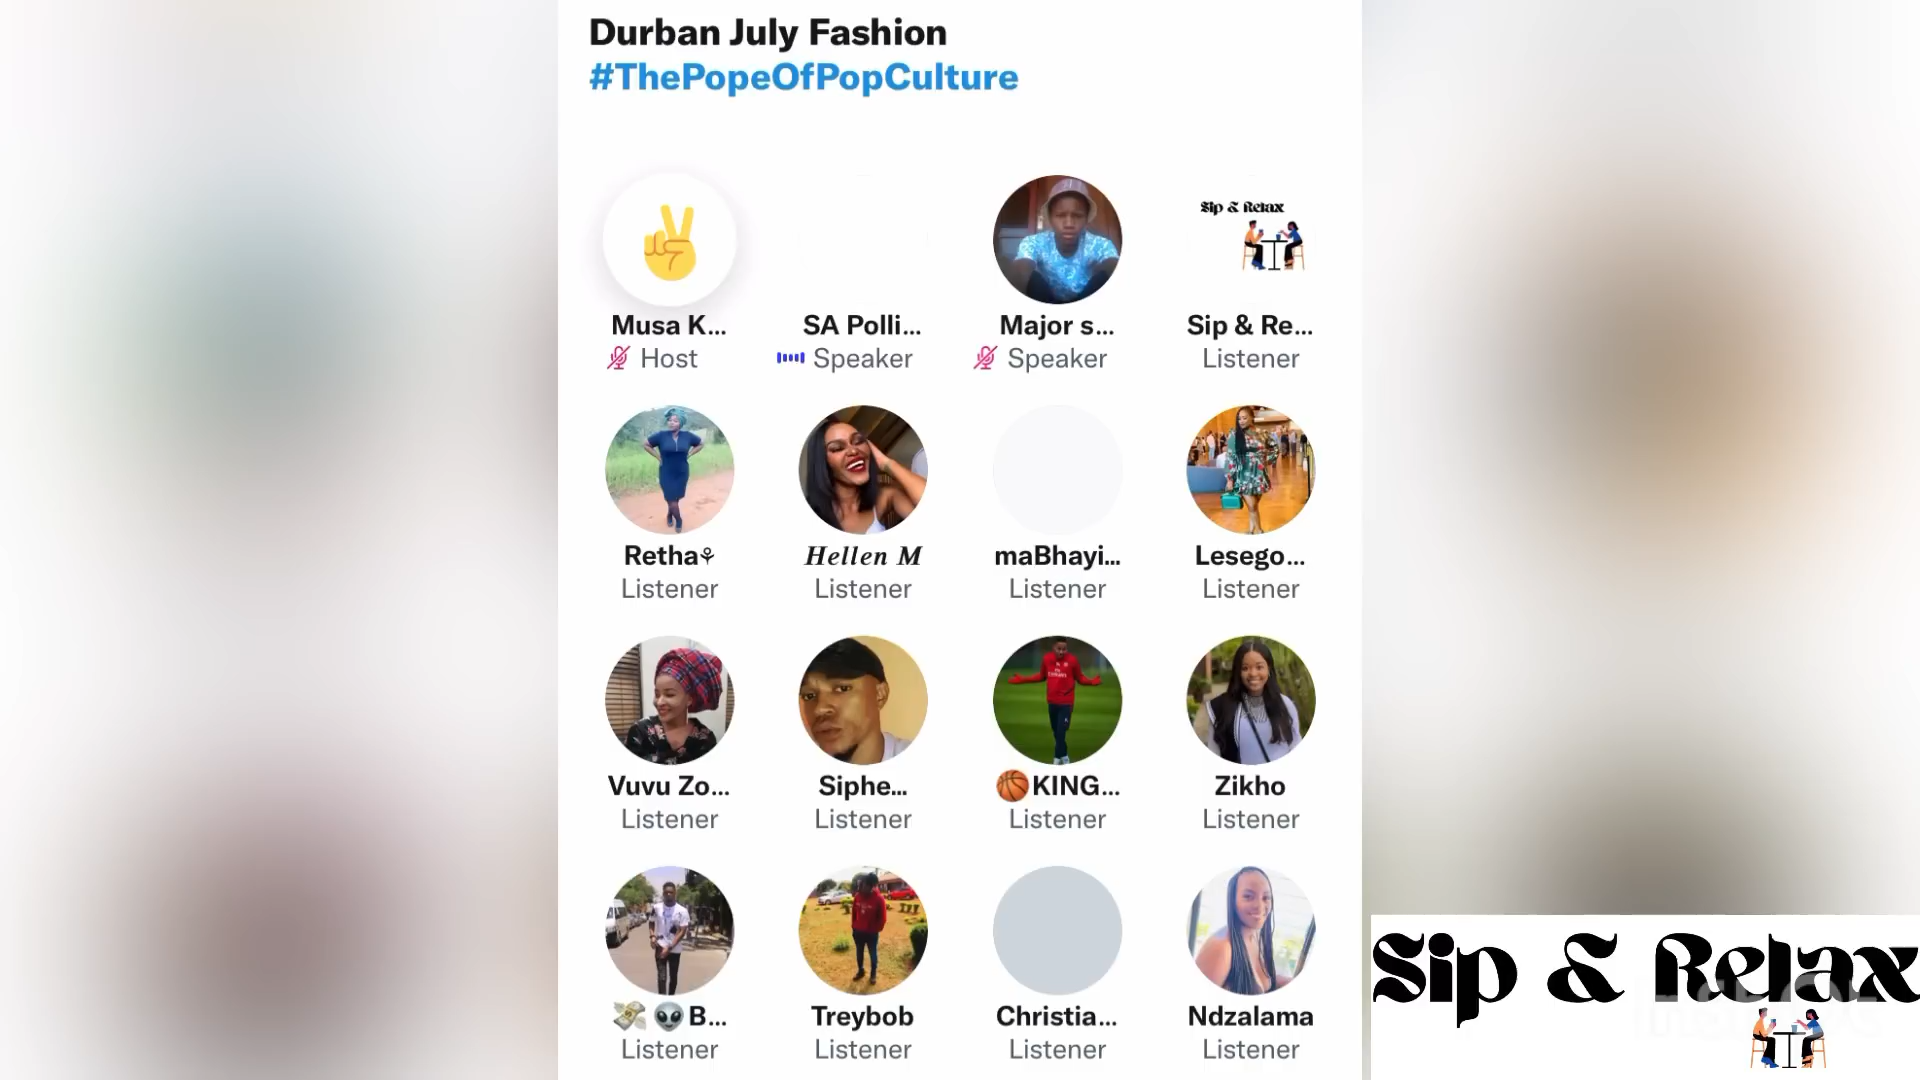 Durban July Fashion
#ThePopeOfPopCulture
Sip & Relax
Musa K...
Host
SA Polli...
Speaker
Major s...
Speaker
Sip & Re...
Listener
Retha⚘
Listener
Hellen M
Listener
maBhayi...
Listener
Lesego...
Listener
Vuvu Zo...
Listener
Siphe...
Listener
🏀KING...
Listener
Zikho
Listener
💸👽B...
Listener
Treybob
Listener
Christia...
Listener
Ndzalama
Listener
Sip & Relax